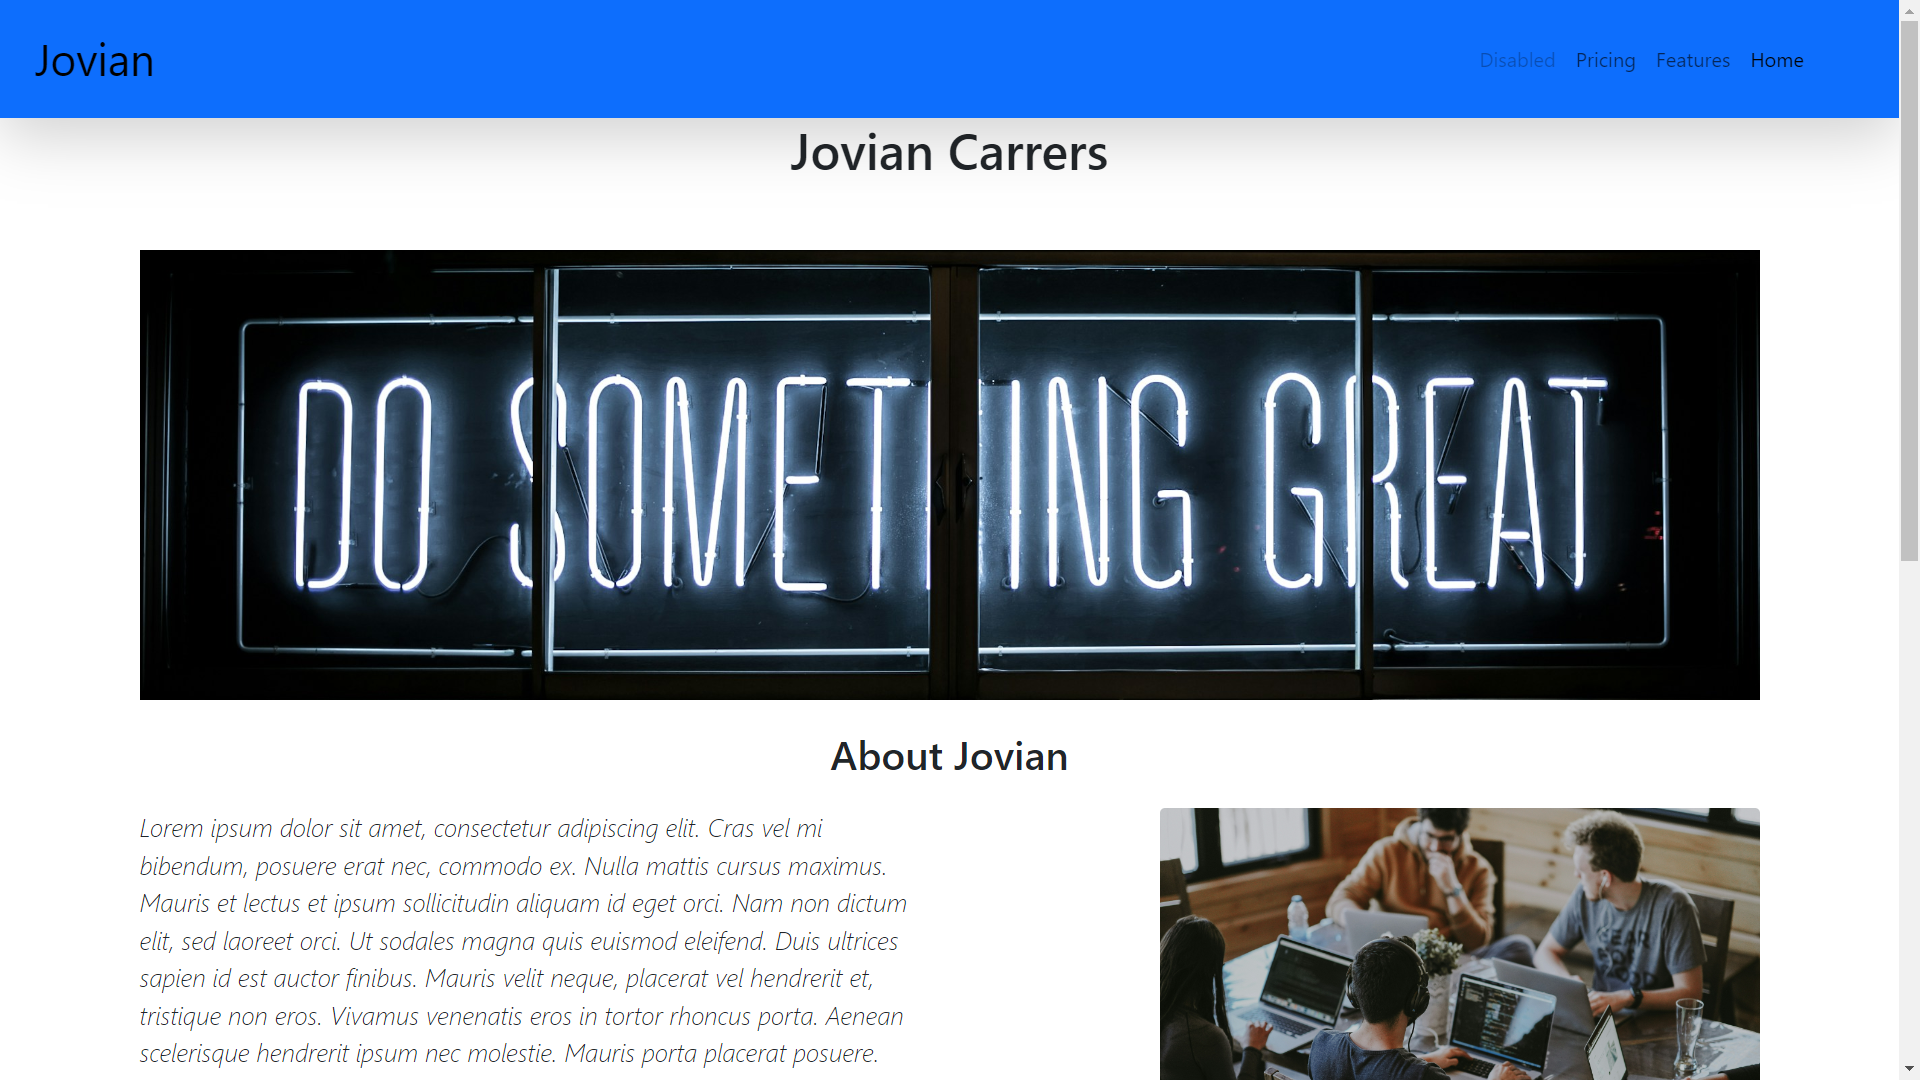 Jovian
Disabled Pricing Features Home
Jovian Carrers
DO SOMETHING GREAT
About Jovian
Lorem ipsum dolor sit amet, consectetur adipiscing elit. Cras vel mi
bibendum, posuere erat nec, commodo ex. Nulla mattis cursus maximus.
Mauris et lectus et ipsum sollicitudin aliquam id eget orci. Nam non dictum
elit, sed laoreet orci. Ut sodales magna quis euismod eleifend. Duis ultrices
sapien id est auctor finibus. Mauris velit neque, placerat vel hendrerit et,
tristique non eros. Vivamus venenatis eros in tortor rhoncus porta. Aenean
scelerisque hendrerit ipsum nec molestie. Mauris porta placerat posuere.